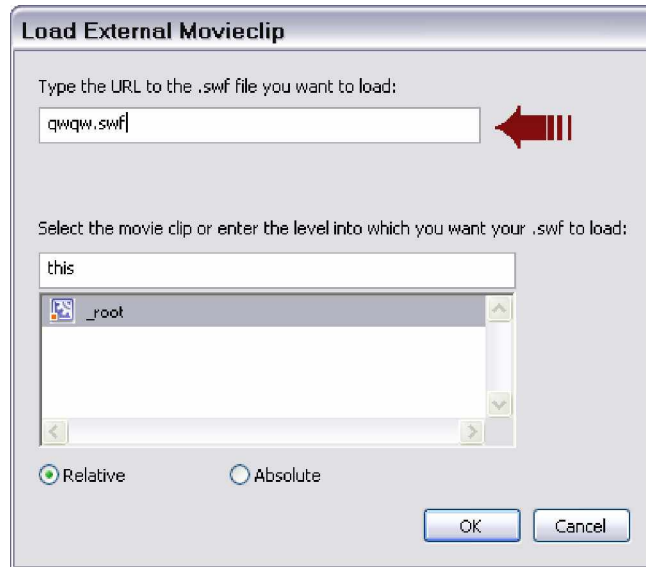 Load External Movieclip
Type the URL to the .swf file you want to load:
qwqw.swf
Select the movie clip or enter the level into which you want your .swf to load:
this
_root
Relative
Absolute
OK
Cancel